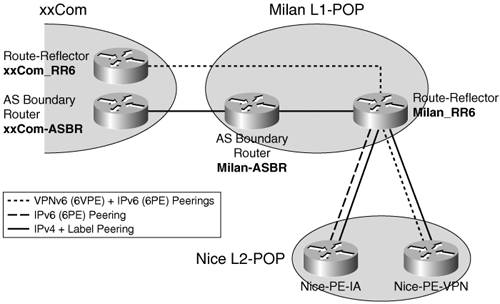 xxCom
Milan L1-POP
Route-Reflector
xxCom_RR6
AS Boundary
Router
xxCom-ASBR
AS Boundary
Router
Milan-ASBR
Route-Reflector
Milan_RR6
VPNv6 (6VPE) + IPv6 (6PE) Peerings
IPv6 (6PE) Peering
IPv4 + Label Peering
Nice L2-POP
Nice-PE-IA
Nice-PE-VPN